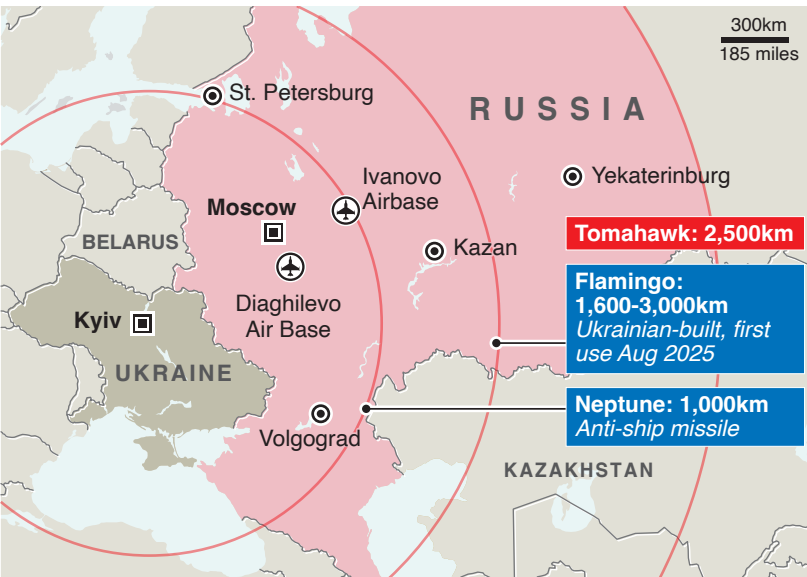 300km
185 miles
St. Petersburg
RUSSIA
Ivanovo
Airbase
Yekaterinburg
Moscow
Tomahawk: 2,500km
BELARUS
Kazan
Flamingo:
1,600-3,000km
Ukrainian-built, first
use Aug 2025
Diaghilevo
Air Base
Kyiv
UKRAINE
Neptune: 1,000km
Anti-ship missile
Volgograd
KAZAKHSTAN